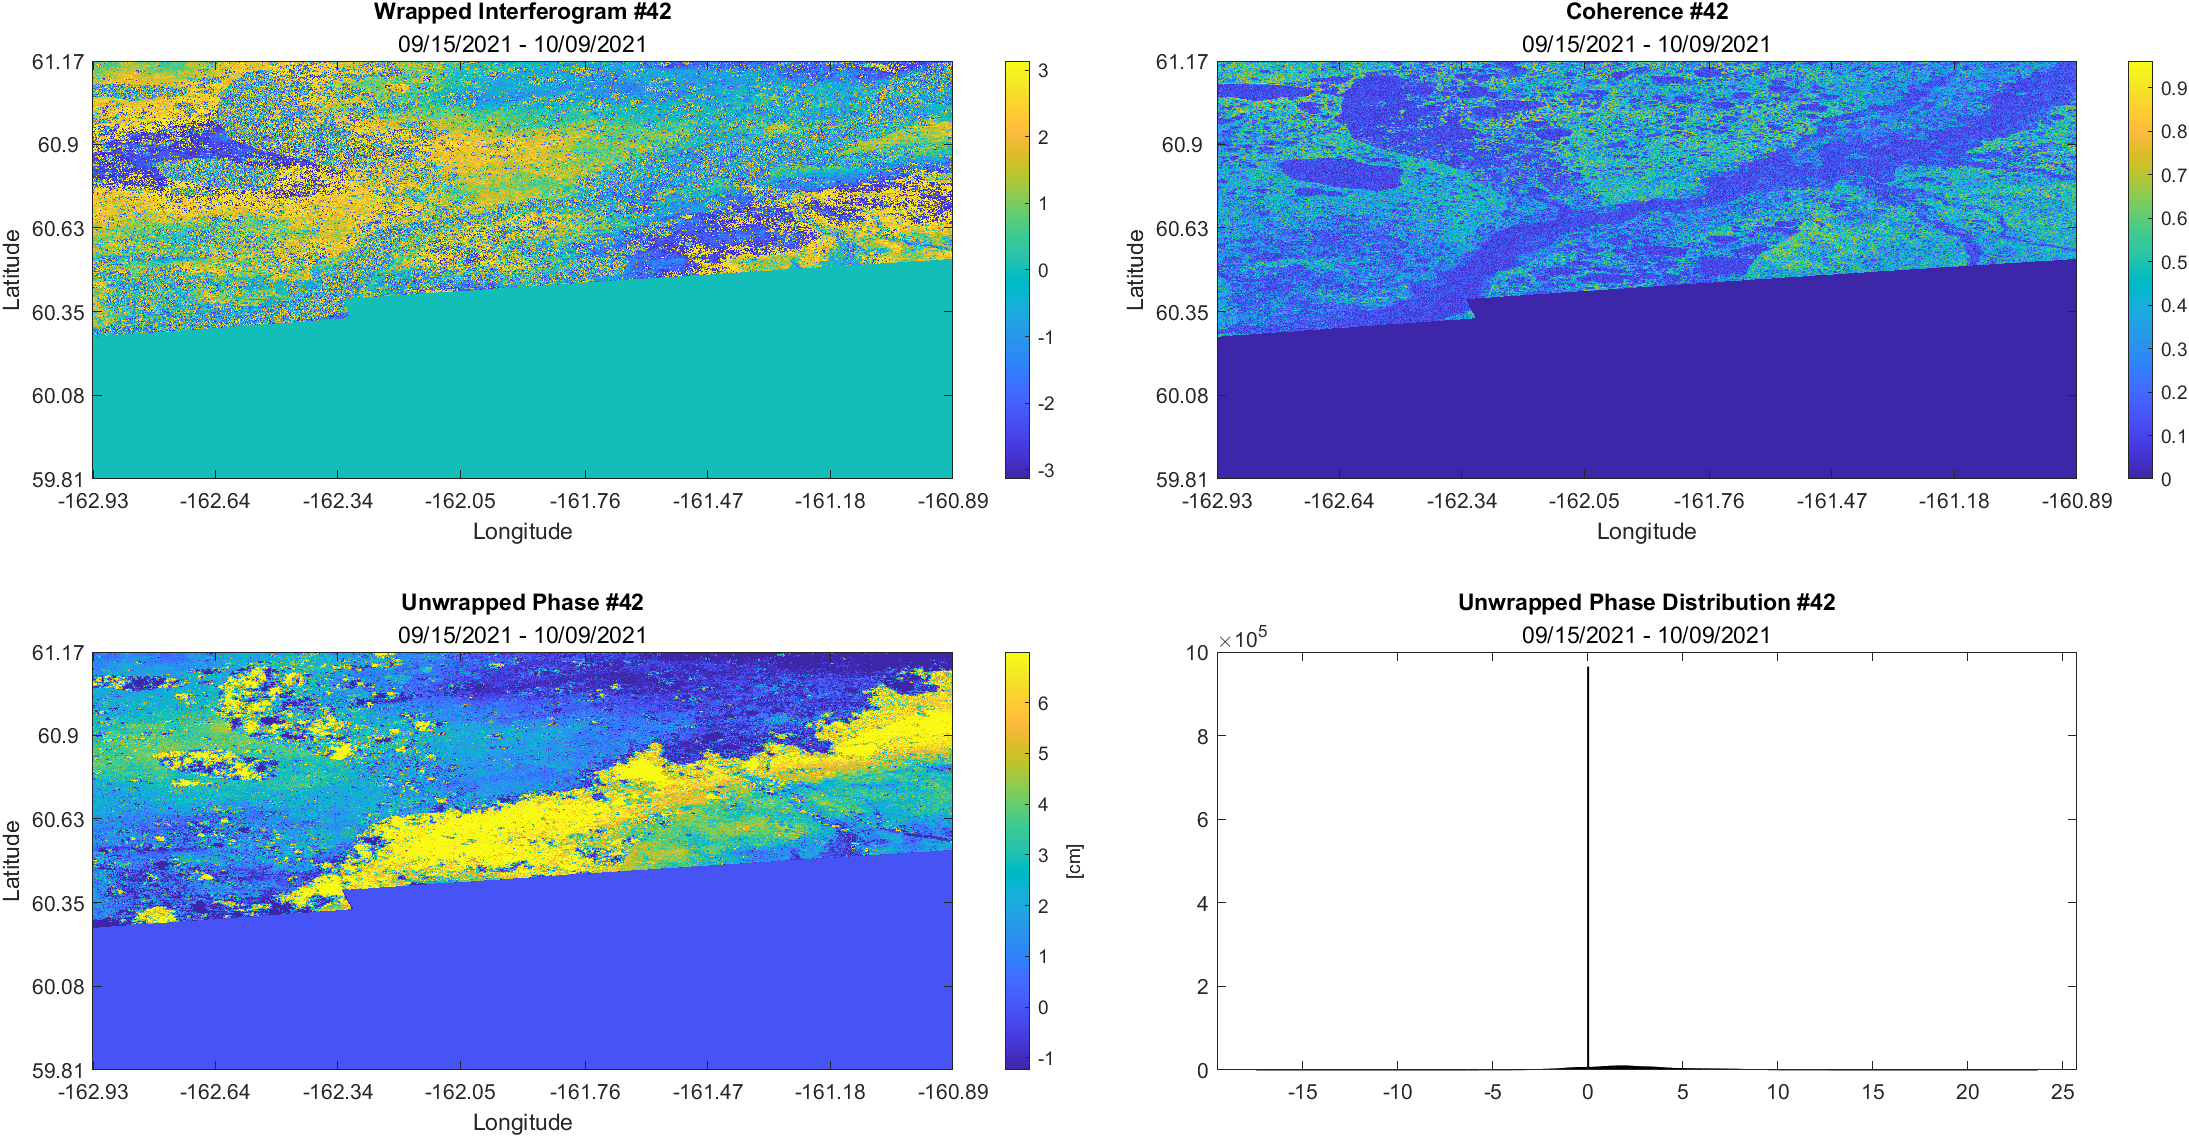 Wrapped Interferogram #42
09/15/2021 - 10/09/2021
61.17
60.9
60.63
60.35
60.08
59.81
Latitude
-162.93 -162.64 -162.34 -162.05 -161.76 -161.47 -161.18 -160.89
Longitude
3
2
1
0
-1
-2
-3
Coherence #42
09/15/2021 - 10/09/2021
61.17
60.9
60.63
60.35
60.08
59.81
Latitude
-162.93 -162.64 -162.34 -162.05 -161.76 -161.47 -161.18 -160.89
Longitude
0.9
0.8
0.7
0.6
0.5
0.4
0.3
0.2
0.1
0
Unwrapped Phase #42
09/15/2021 - 10/09/2021
61.17
60.9
60.63
60.35
60.08
59.81
Latitude
-162.93 -162.64 -162.34 -162.05 -161.76 -161.47 -161.18 -160.89
Longitude
6
5
4
3
2
1
0
-1
[cm]
Unwrapped Phase Distribution #42
09/15/2021 - 10/09/2021
×10⁵
10
8
6
4
2
0
-15 -10 -5 0 5 10 15 20 25